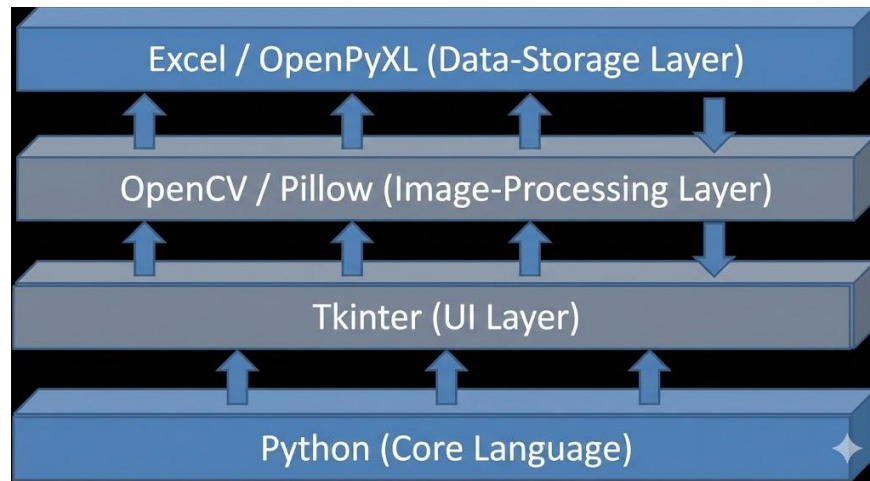 Excel / OpenPyXL (Data-Storage Layer)
OpenCV / Pillow (Image-Processing Layer)
Tkinter (UI Layer)
Python (Core Language)